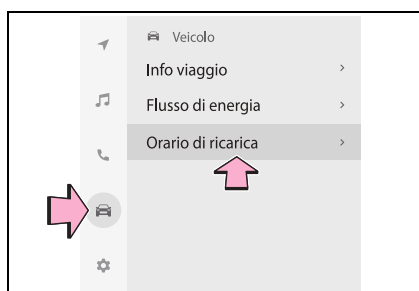 Veicolo
Info viaggio
Flusso di energia
Orario di ricarica